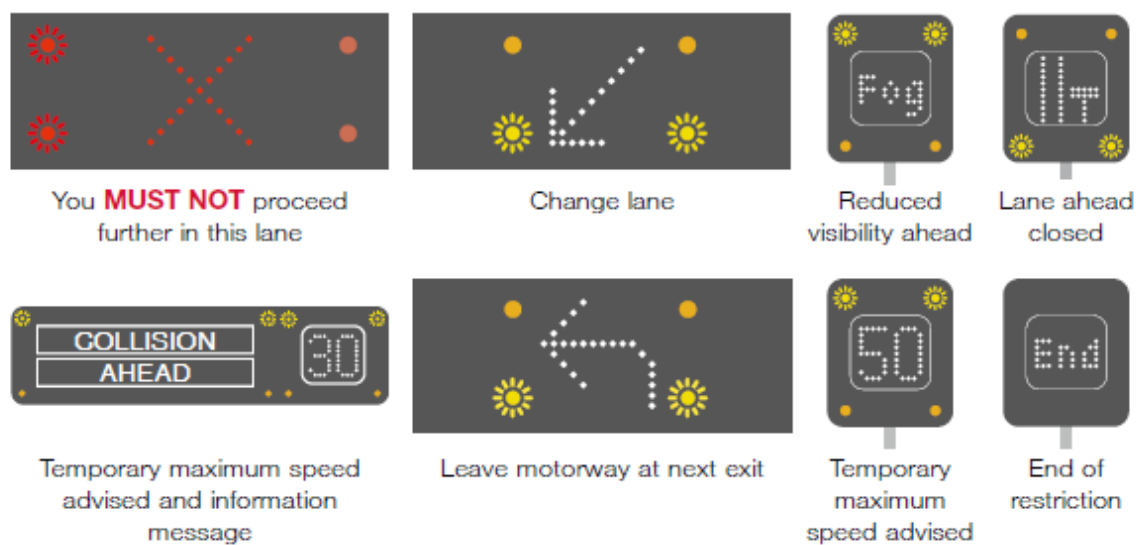 Fog
You MUST NOT proceed
further in this lane
Change lane
Reduced
visibility ahead
Lane ahead
closed
COLLISION
AHEAD
30
50
End
Temporary maximum speed
advised and information
message
Leave motorway at next exit
Temporary
maximum
speed advised
End of
restriction